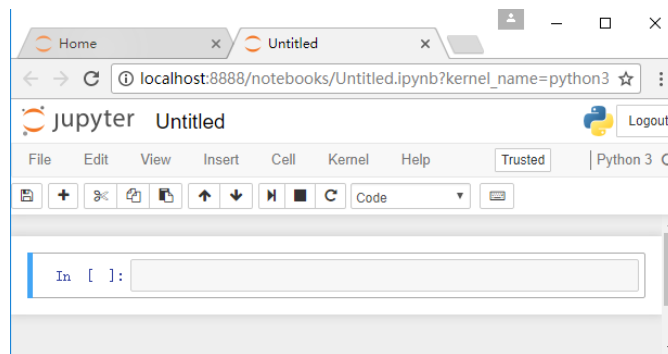 Home Untitled
localhost:8888/notebooks/Untitled.ipynb?kernel_name=python3
jupyter Untitled Logout
File Edit View Insert Cell Kernel Help Trusted Python 3
Code
In [ ]: